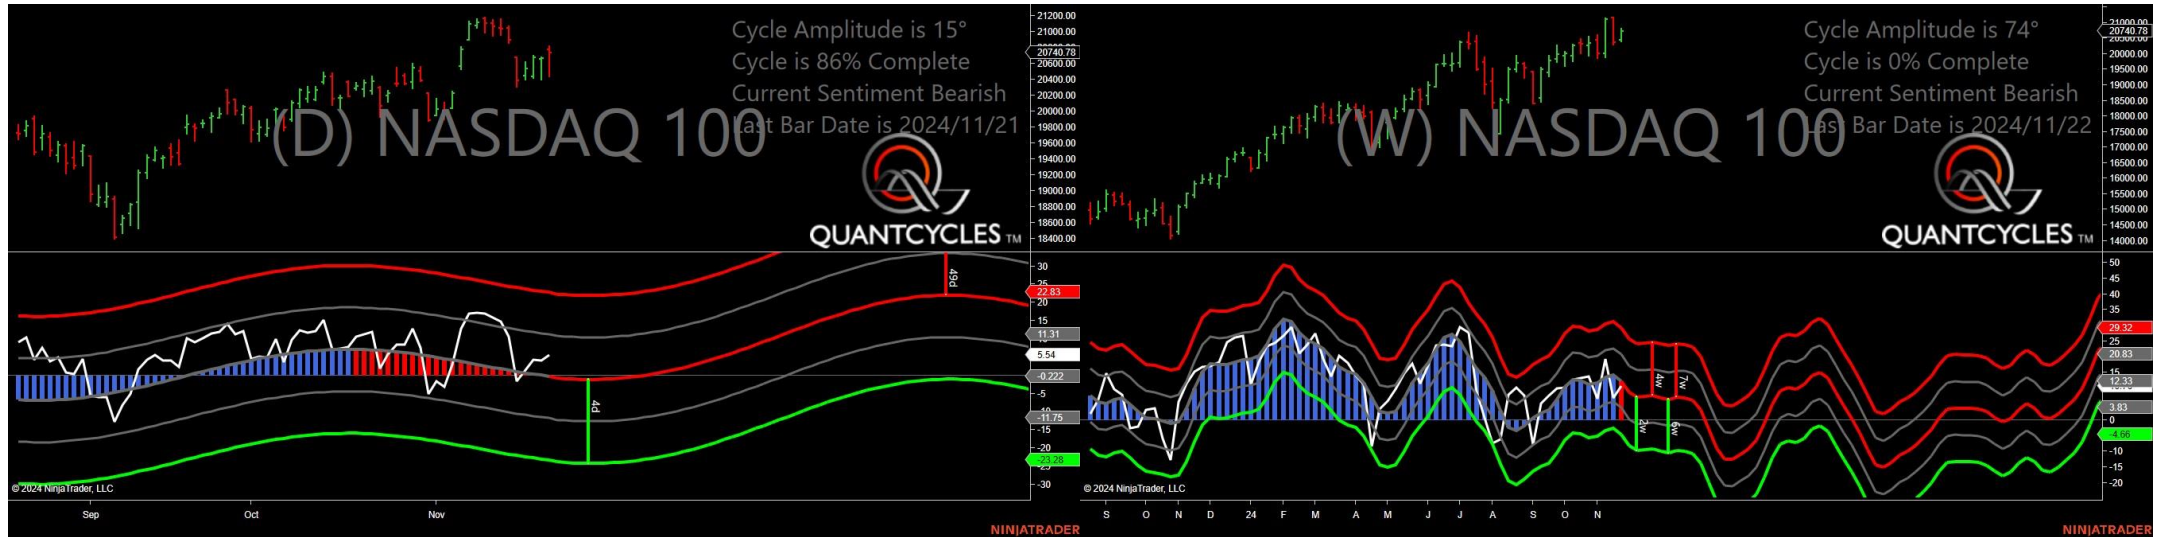 Cycle Amplitude is 15°
Cycle is 86% Complete
Current Sentiment Bearish
Last Bar Date is 2024/11/21
(D) NASDAQ 100
QUANTCYCLES TM
21200.00
21000.00
20740.78
20600.00
20400.00
20200.00
20000.00
19800.00
19600.00
19400.00
19200.00
19000.00
18800.00
18600.00
18400.00
49d
4d
30
25
22.83
20
15
11.31
5.54
-0.222
-5
-11.75
-15
-20
-23.28
-30
© 2024 NinjaTrader, LLC
Sep Oct Nov
NINJATRADER
Cycle Amplitude is 74°
Cycle is 0% Complete
Current Sentiment Bearish
Last Bar Date is 2024/11/22
(W) NASDAQ 100
QUANTCYCLES TM
21000.00
20740.78
20000.00
19500.00
19000.00
18500.00
18000.00
17500.00
17000.00
16500.00
16000.00
15500.00
15000.00
14500.00
14000.00
4w
7w
2w
6w
50
45
40
35
29.32
25
20.83
15
12.33
3.83
0
-4.66
-10
-15
-20
© 2024 NinjaTrader, LLC
S O N D 24 F M A M J J A S O N
NINJATRADER